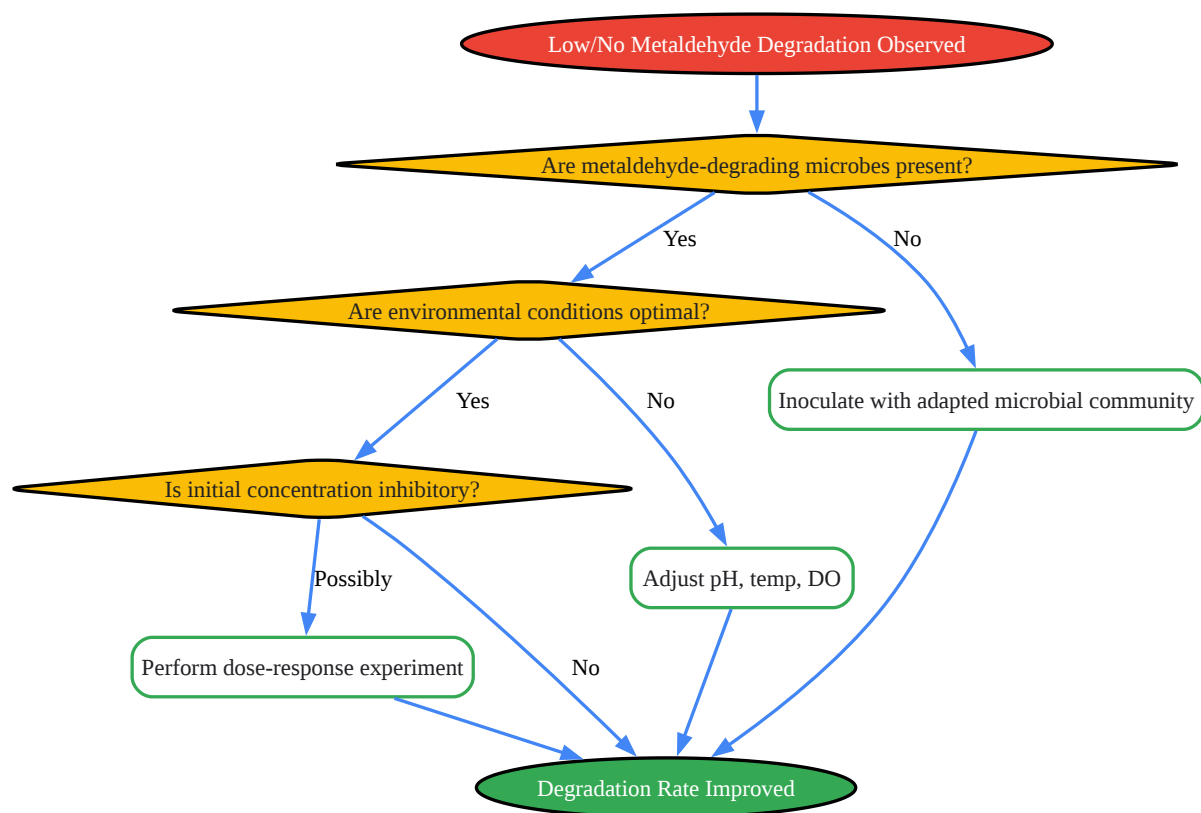 Low/No Metaldehyde Degradation Observed
Are metaldehyde-degrading microbes present?
Yes
No
Are environmental conditions optimal?
Yes
No
Inoculate with adapted microbial community
Is initial concentration inhibitory?
Possibly
Adjust pH, temp, DO
Perform dose-response experiment
No
Degradation Rate Improved